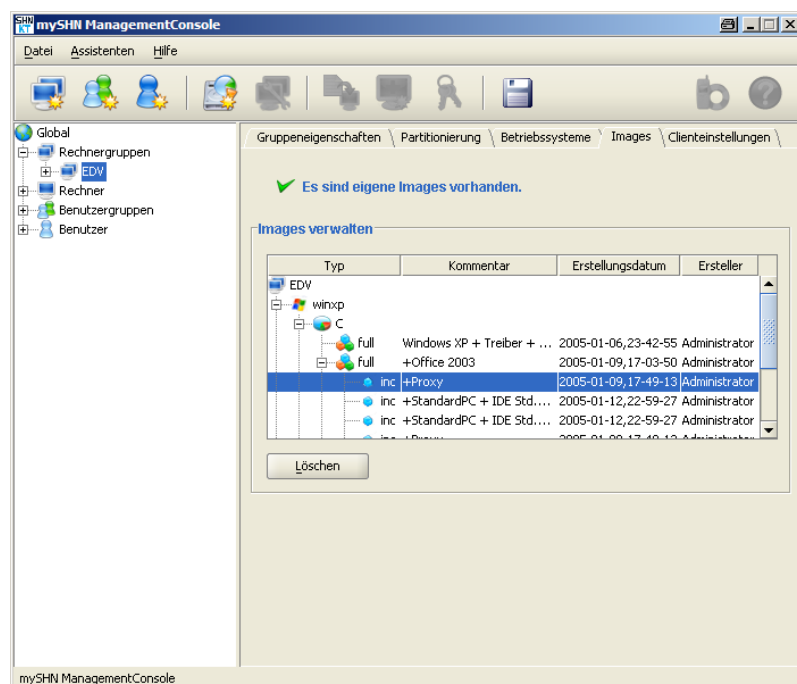 SHN KT mySHN ManagementConsole
Datei Assistenten Hilfe
Global
Rechnergruppen
EDV
Rechner
Benutzergruppen
Benutzer
Gruppeneigenschaften Partitionierung Betriebssysteme Images Clienteinstellungen
Es sind eigene Images vorhanden.
Images verwalten
Typ Kommentar Erstellungsdatum Ersteller
EDV
winxp
C
full Windows XP + Treiber + ... 2005-01-06,23-42-55 Administrator
full +Office 2003 2005-01-09,17-03-50 Administrator
inc +Proxy 2005-01-09,17-49-13 Administrator
inc +StandardPC + IDE Std.... 2005-01-12,22-59-27 Administrator
inc +StandardPC + IDE Std.... 2005-01-12,22-59-27 Administrator
Löschen
mySHN ManagementConsole